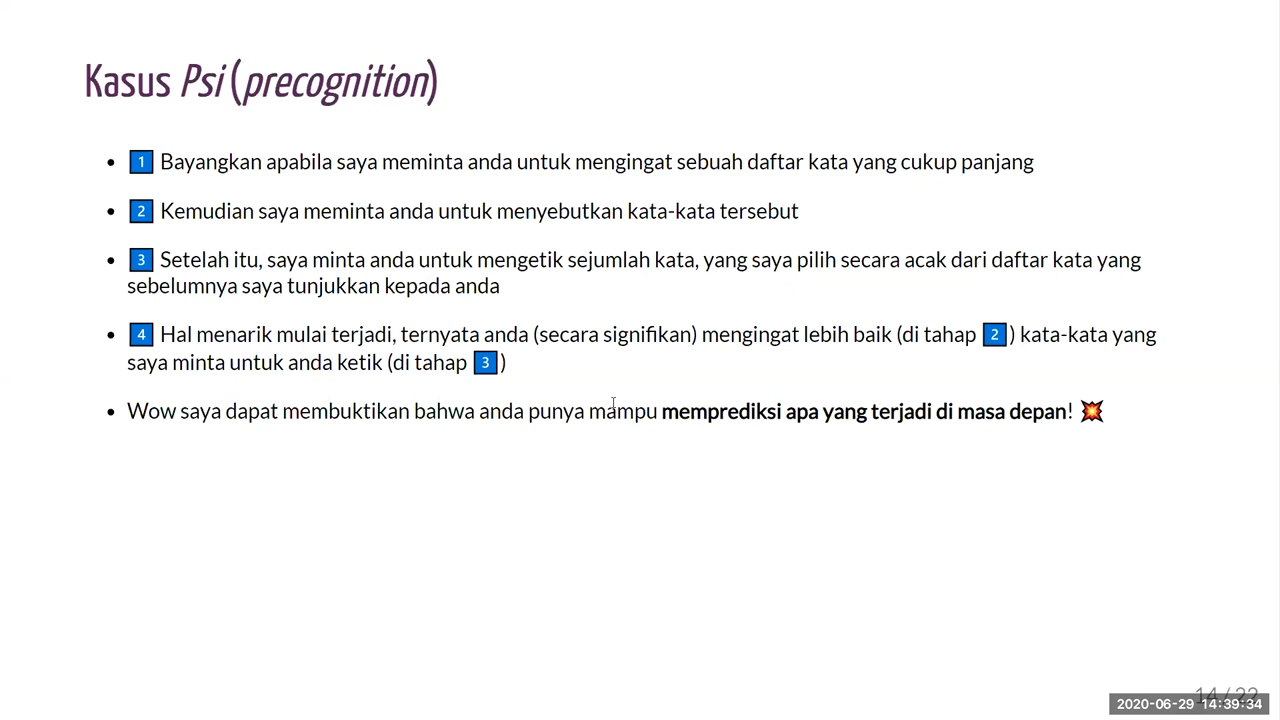 Kasus Psi (precognition)
• 1 Bayangkan apabila saya meminta anda untuk mengingat sebuah daftar kata yang cukup panjang
• 2 Kemudian saya meminta anda untuk menyebutkan kata-kata tersebut
• 3 Setelah itu, saya minta anda untuk mengetik sejumlah kata, yang saya pilih secara acak dari daftar kata yang
sebelumnya saya tunjukkan kepada anda
• 4 Hal menarik mulai terjadi, ternyata anda (secara signifikan) mengingat lebih baik (di tahap 2) kata-kata yang
saya minta untuk anda ketik (di tahap 3)
• Wow saya dapat membuktikan bahwa anda punya mampu memprediksi apa yang terjadi di masa depan! 💥
14 / 22
2020-06-29 14:39:34